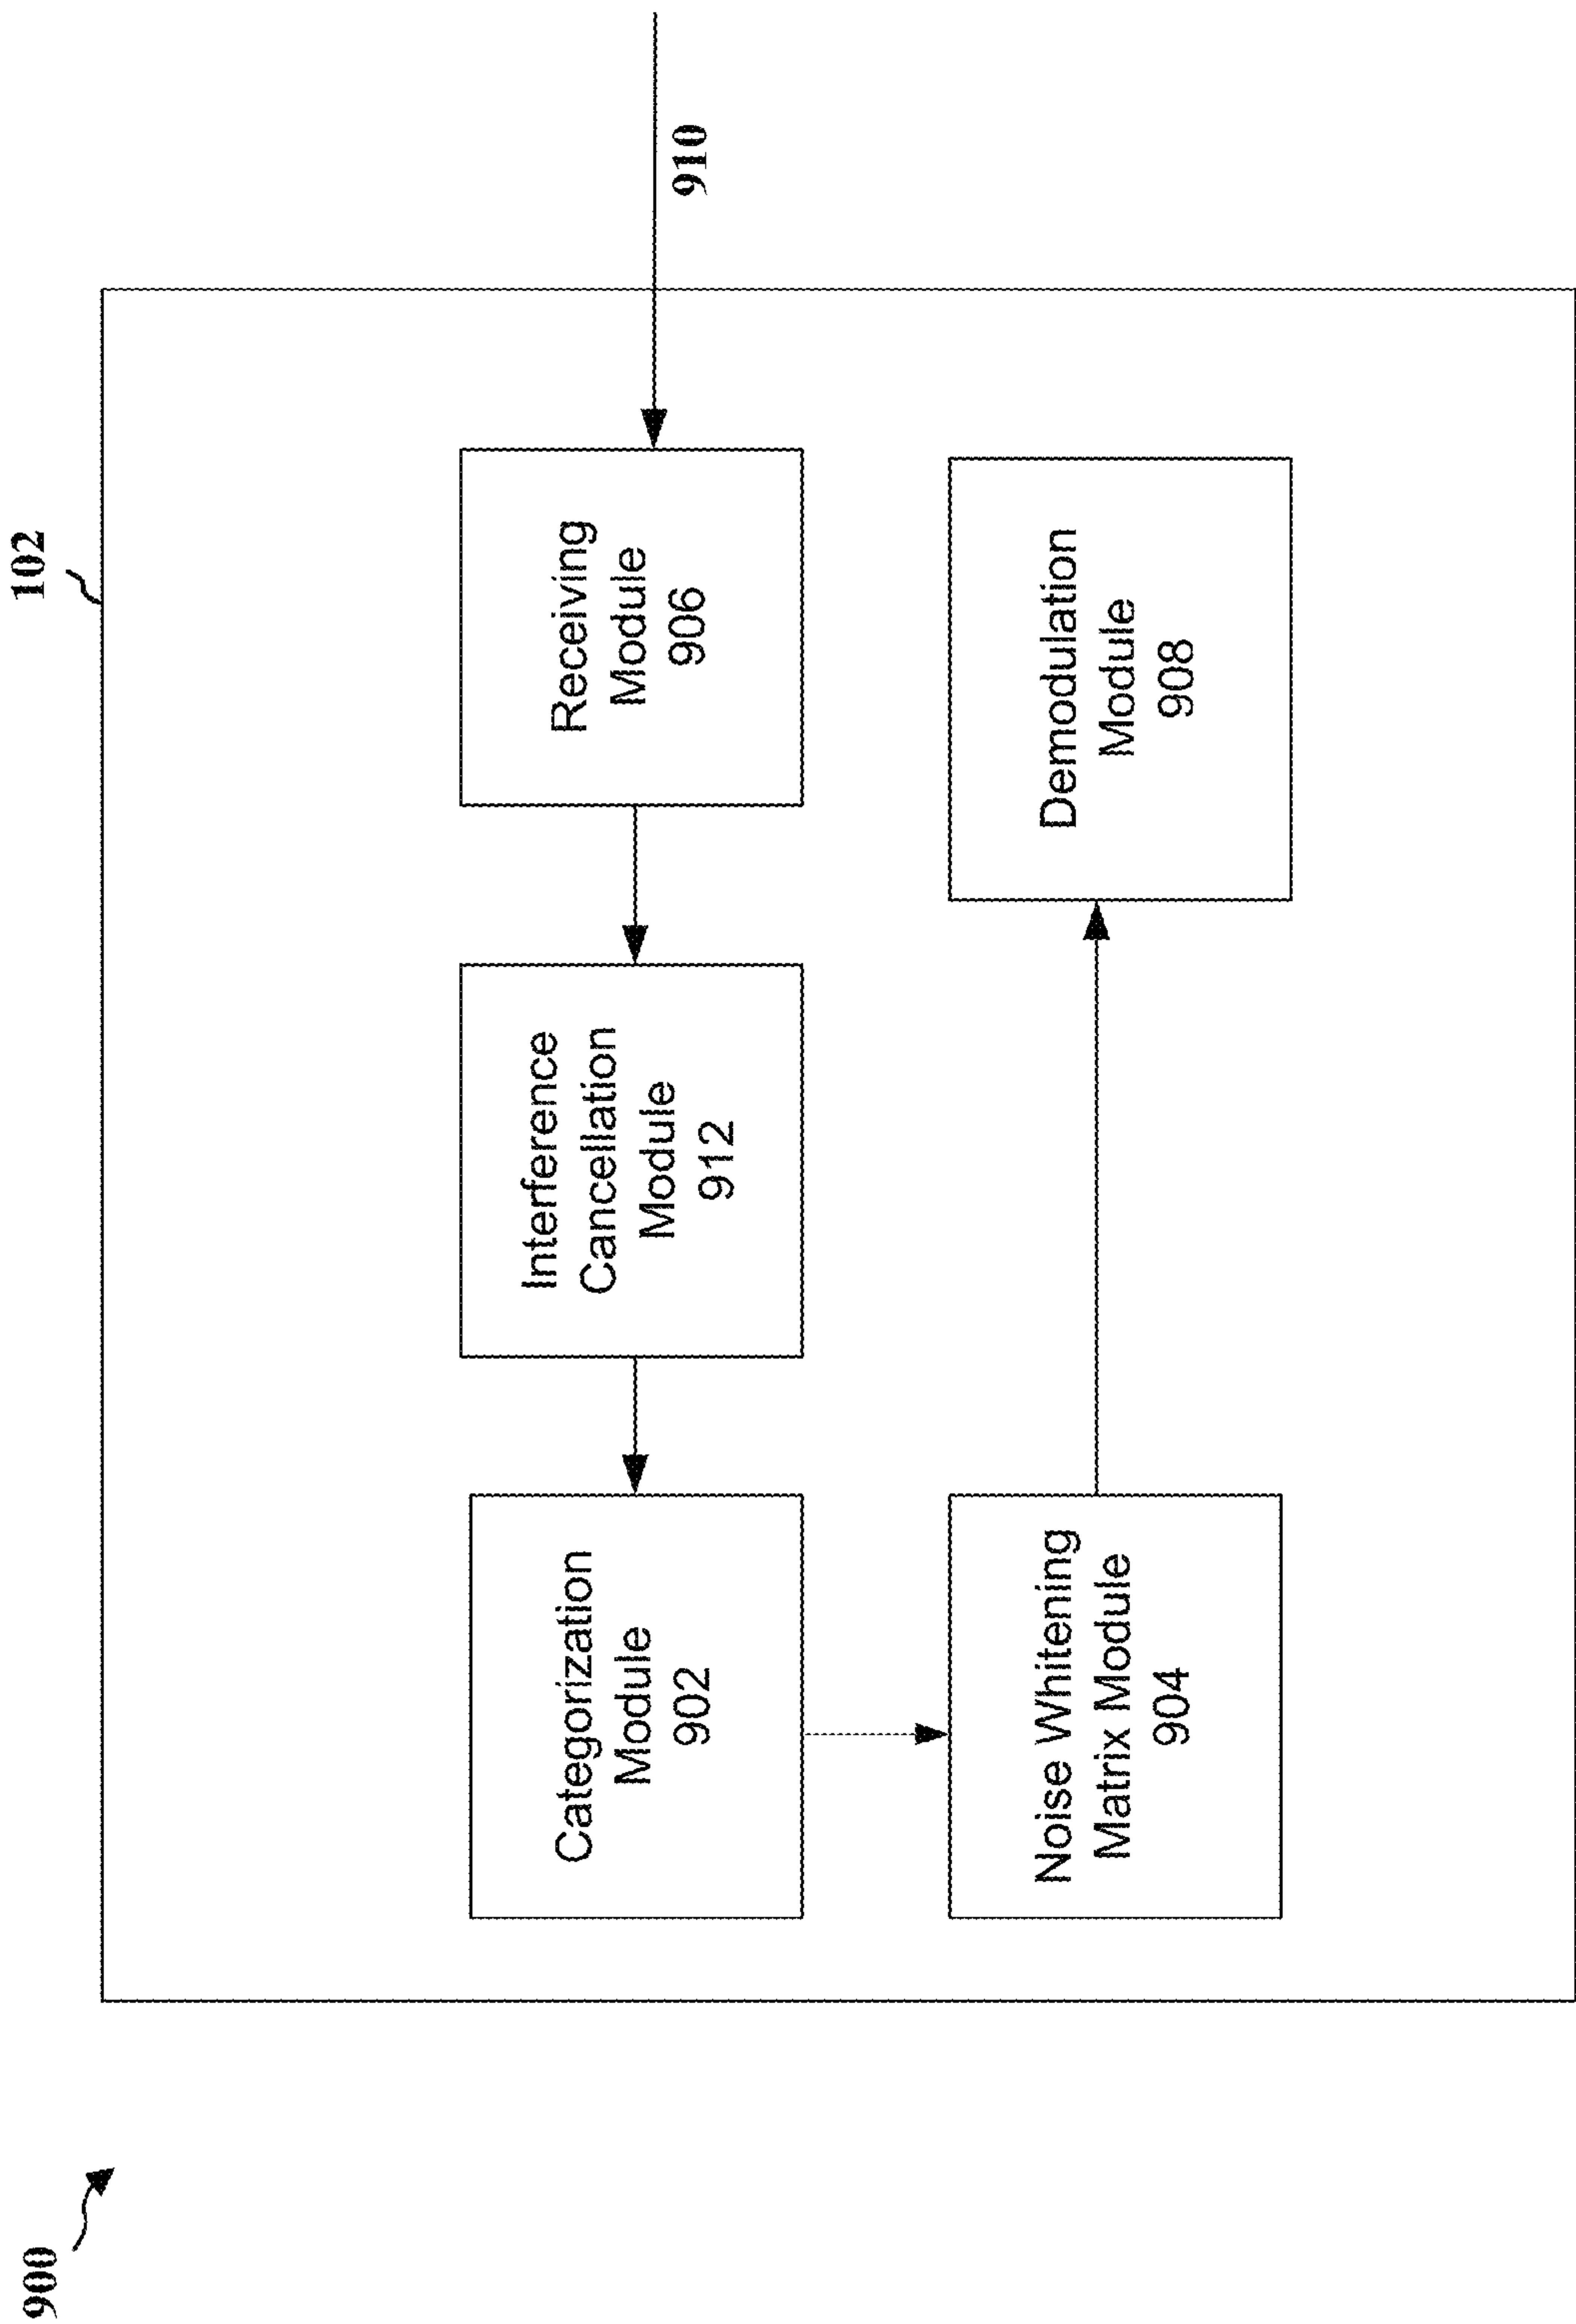 900
102
Categorization
Module
902
Interference
Cancellation
Module
912
Receiving
Module
906
910
Noise Whitening
Matrix Module
904
Demodulation
Module
908